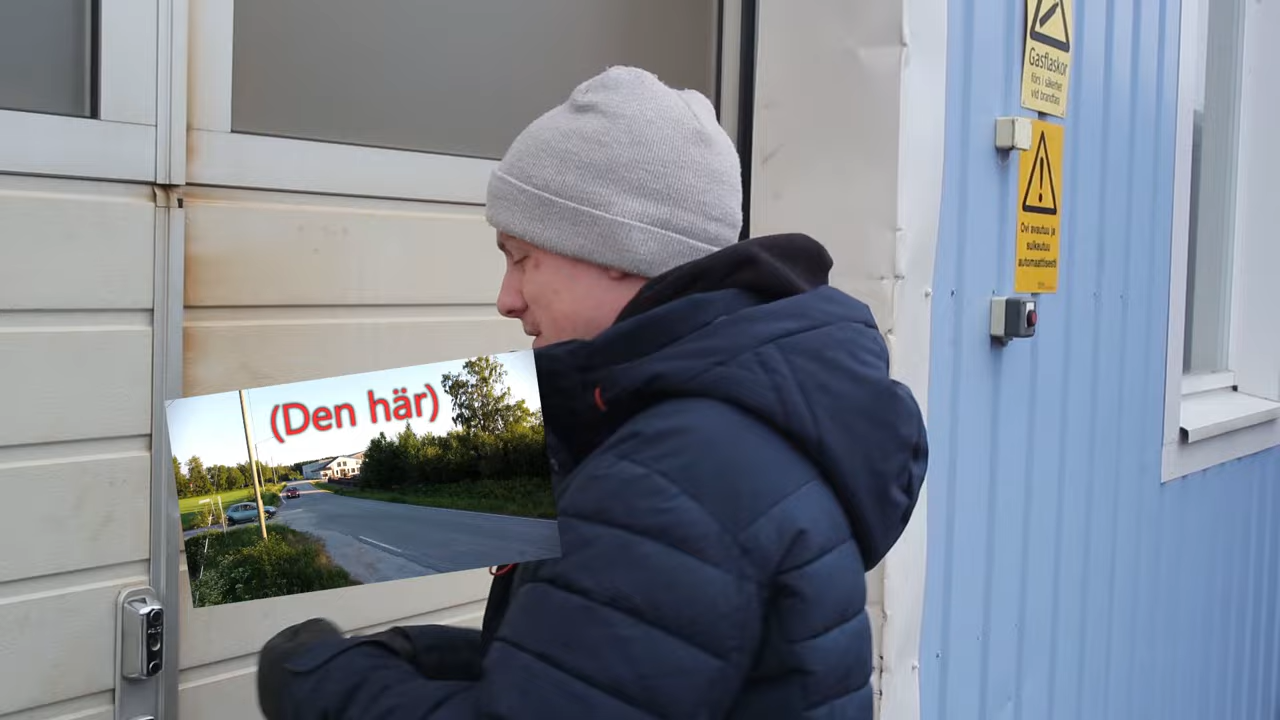 Gasflaskor
förs i säkerhet
vid brandfara
Ovi avautuu ja
sulkeutuu
automaattisesti
(Den här)